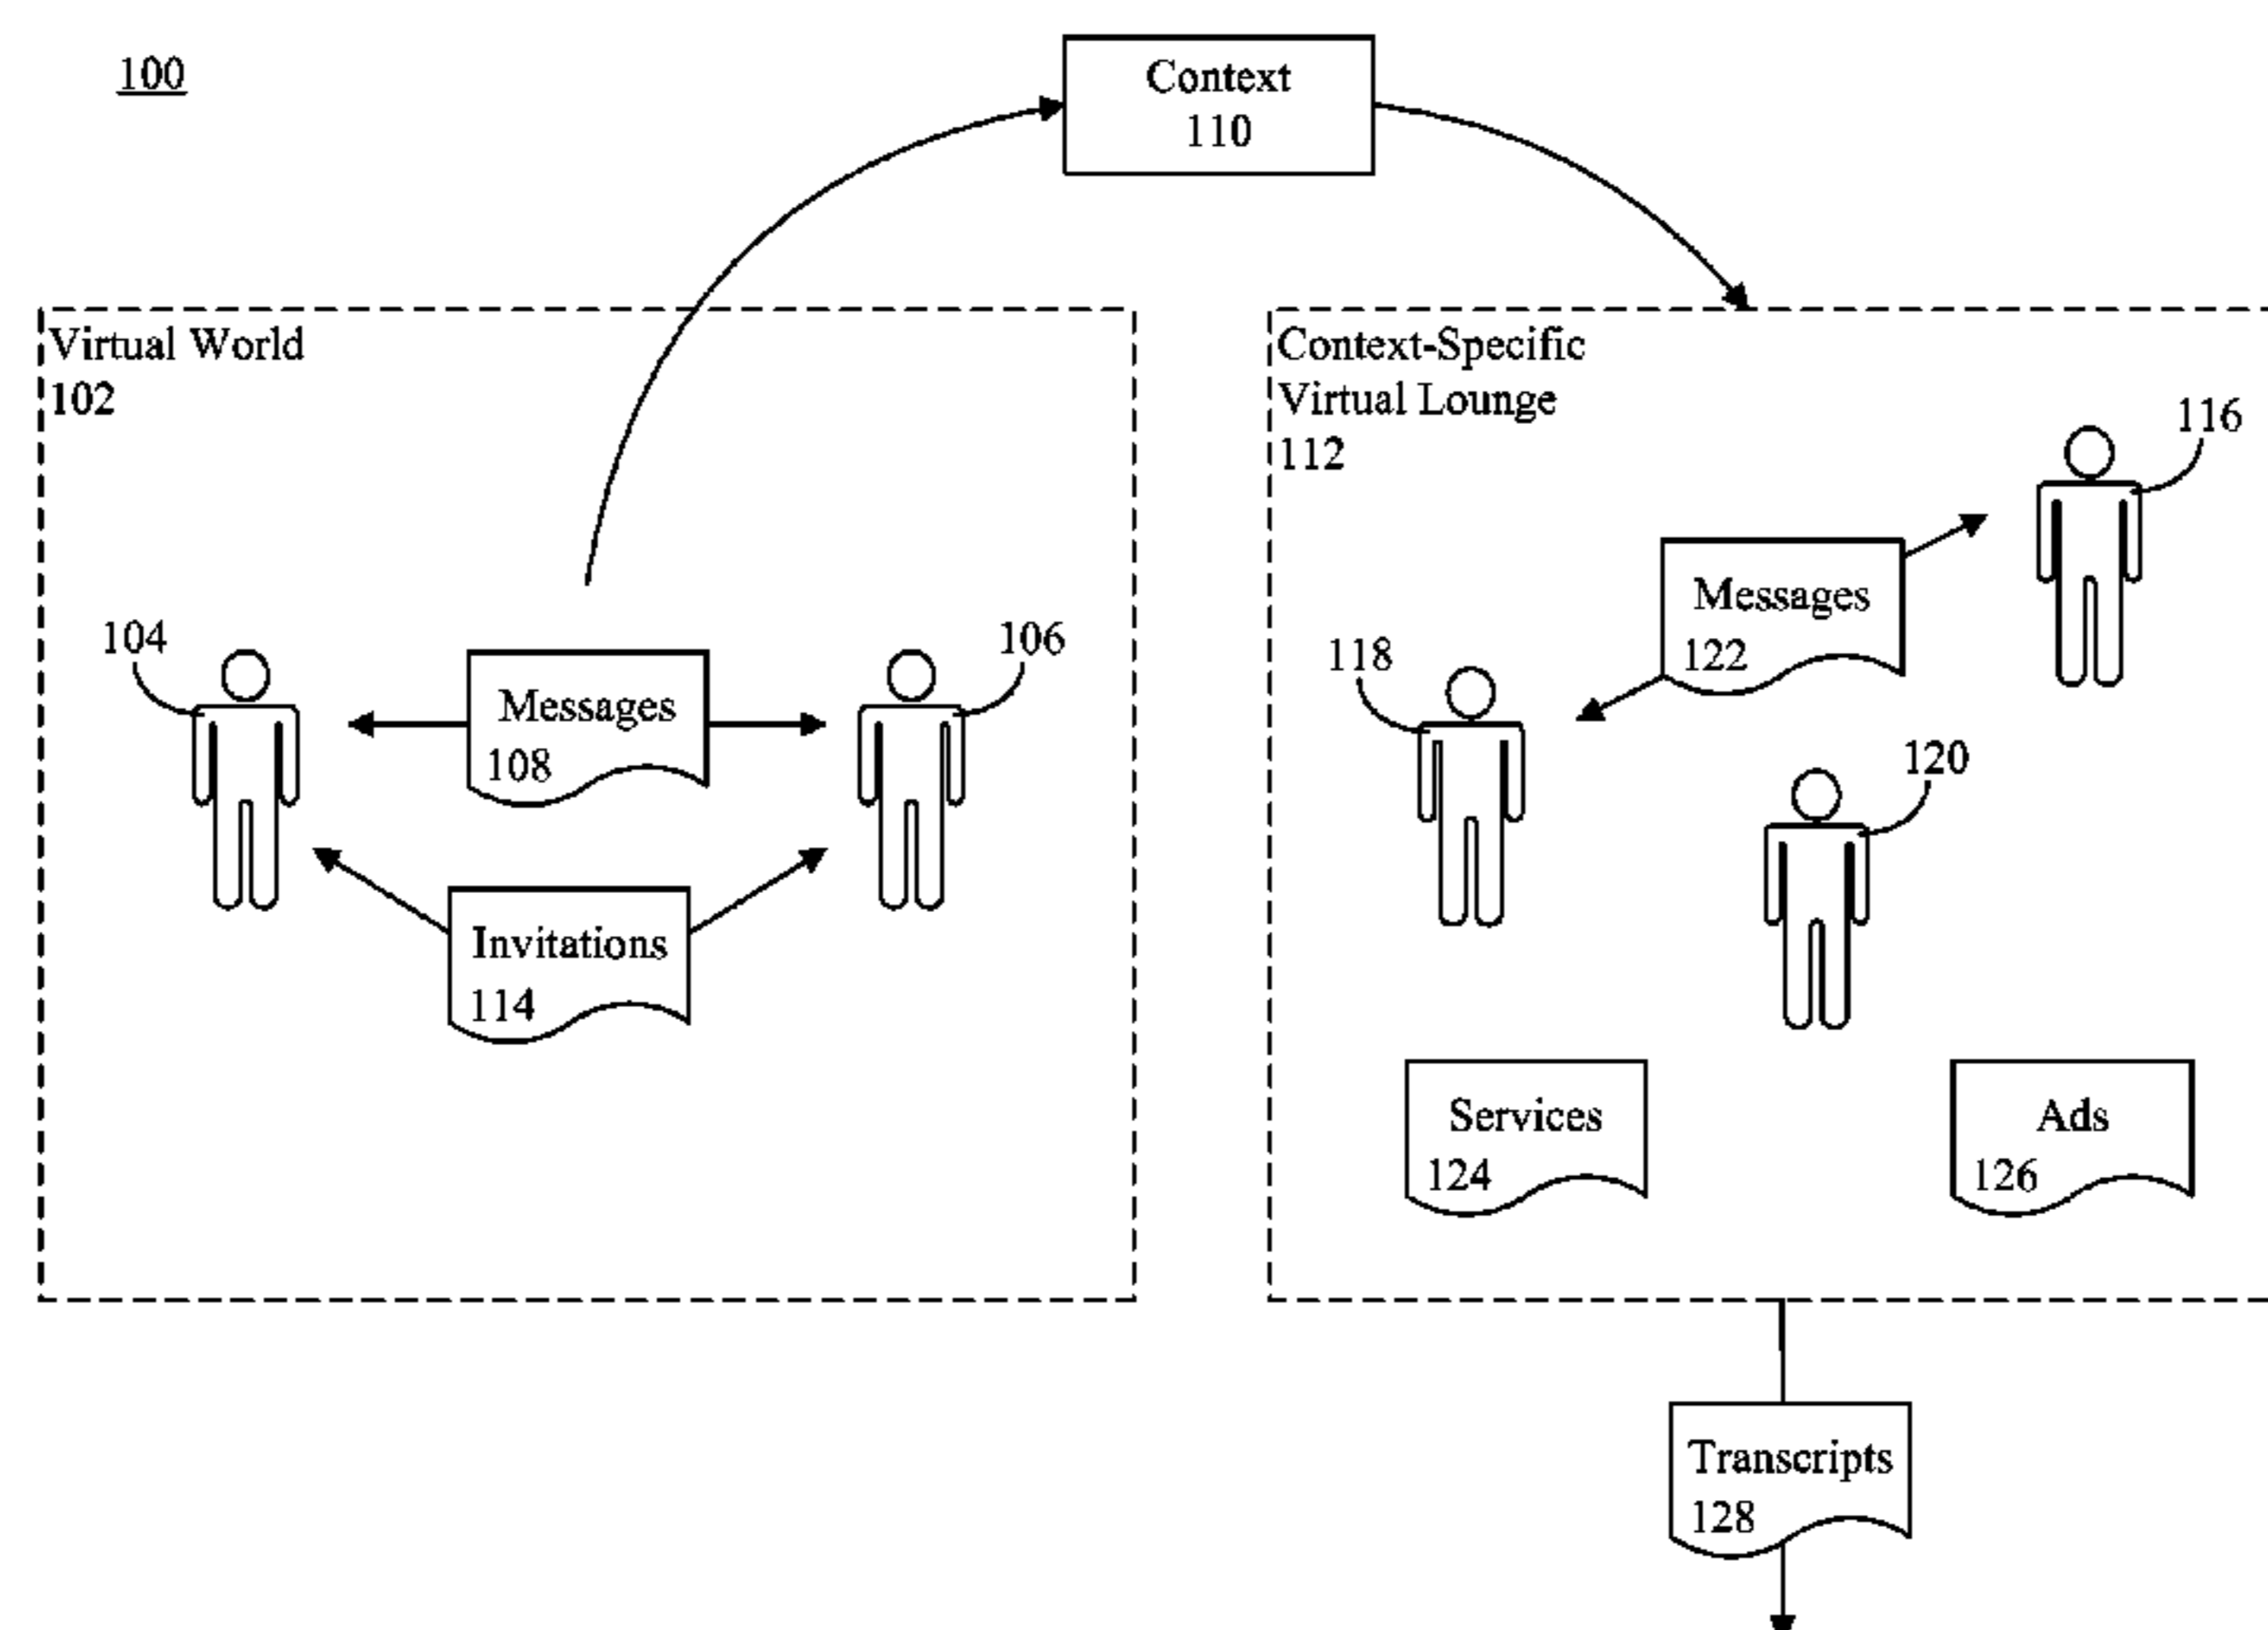 100
Context
110
Virtual World
102
104
Messages
108
106
Invitations
114
Context-Specific
Virtual Lounge
112
116
Messages
122
118
120
Services
124
Ads
126
Transcripts
128